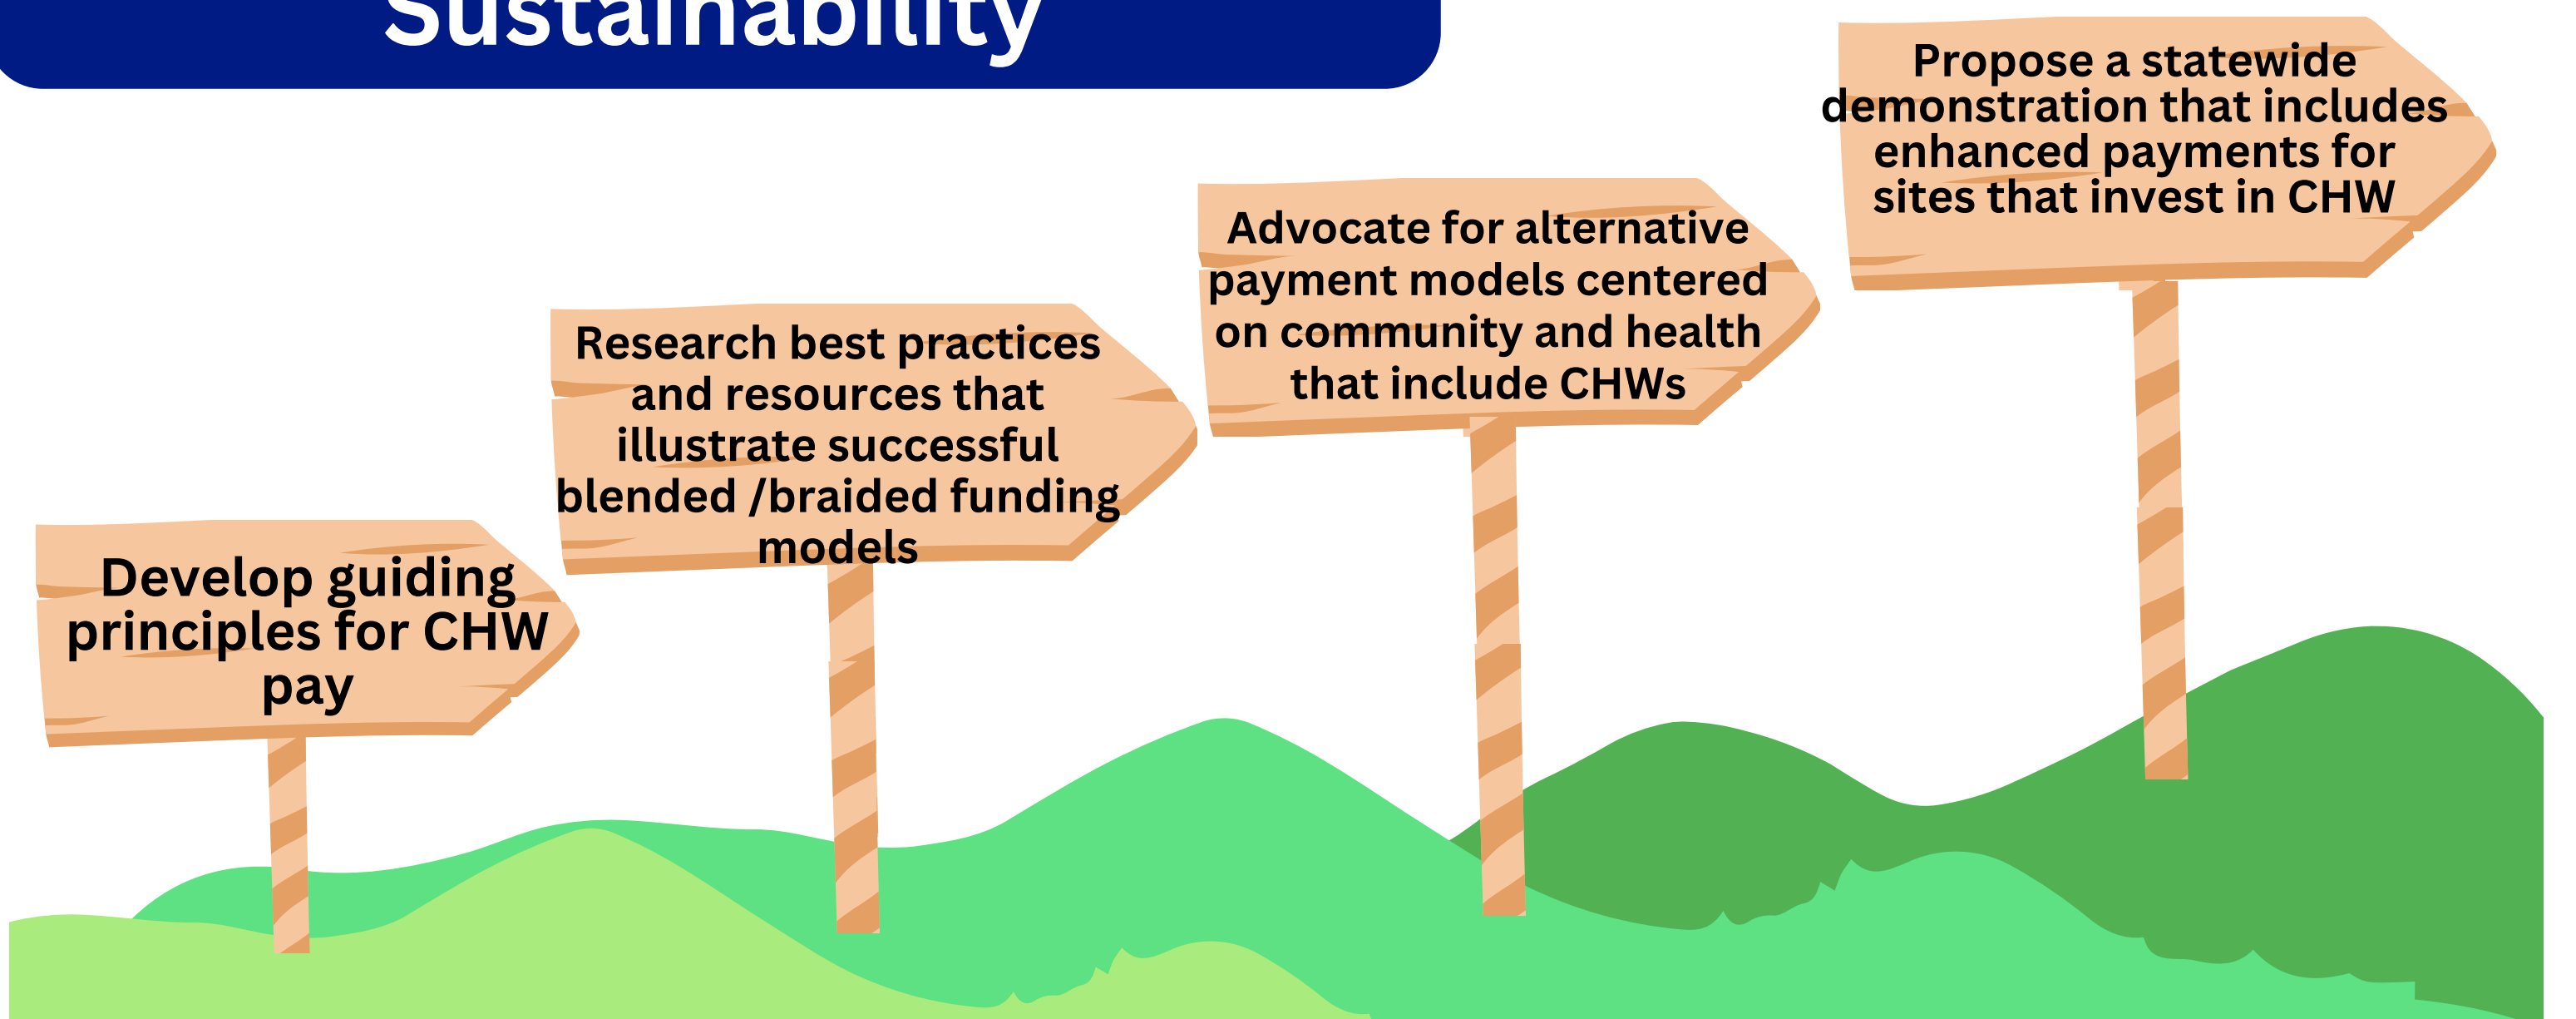 Sustainability
Develop guiding
principles for CHW
pay
Research best practices
and resources that
illustrate successful
blended /braided funding
models
Advocate for alternative
payment models centered
on community and health
that include CHWs
Propose a statewide
demonstration that includes
enhanced payments for
sites that invest in CHW